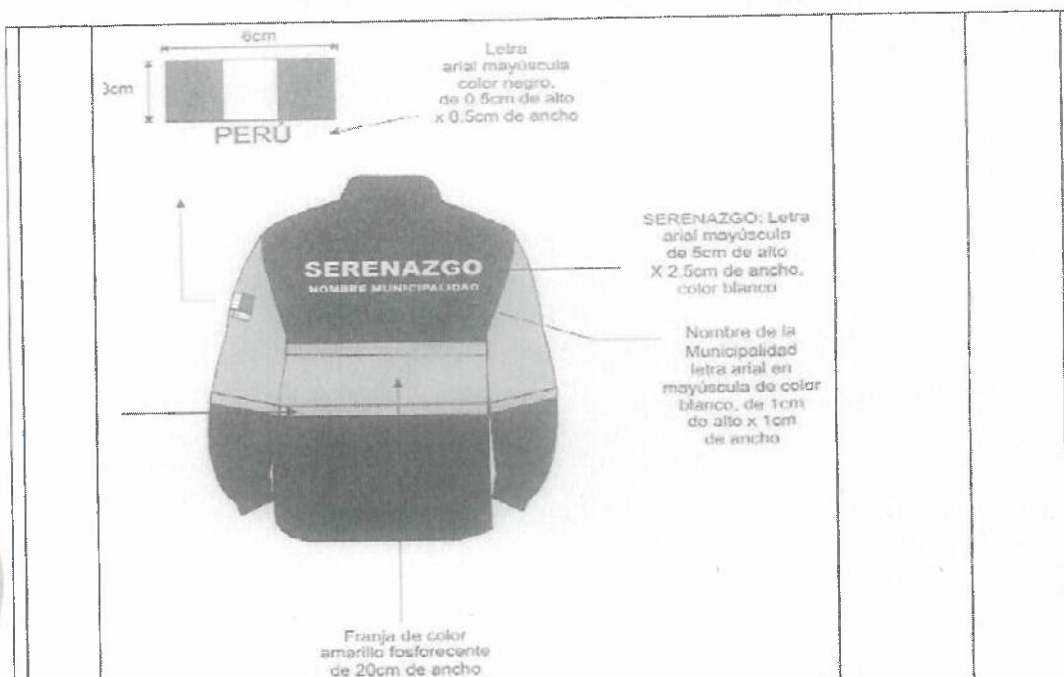 6cm
3cm
PERÚ
Letra
arial mayúscula
color negro,
de 0.5cm de alto
x 0.5cm de ancho
SERENAZGO
NOMBRE MUNICIPALIDAD
SERENAZGO: Letra
arial mayúscula
de 5cm de alto
X 2.5cm de ancho,
color blanco
Nombre de la
Municipalidad
letra arial en
mayúscula de color
blanco, de 1cm
de alto x 1cm
de ancho
Franja de color
amarillo fosforecente
de 20cm de ancho